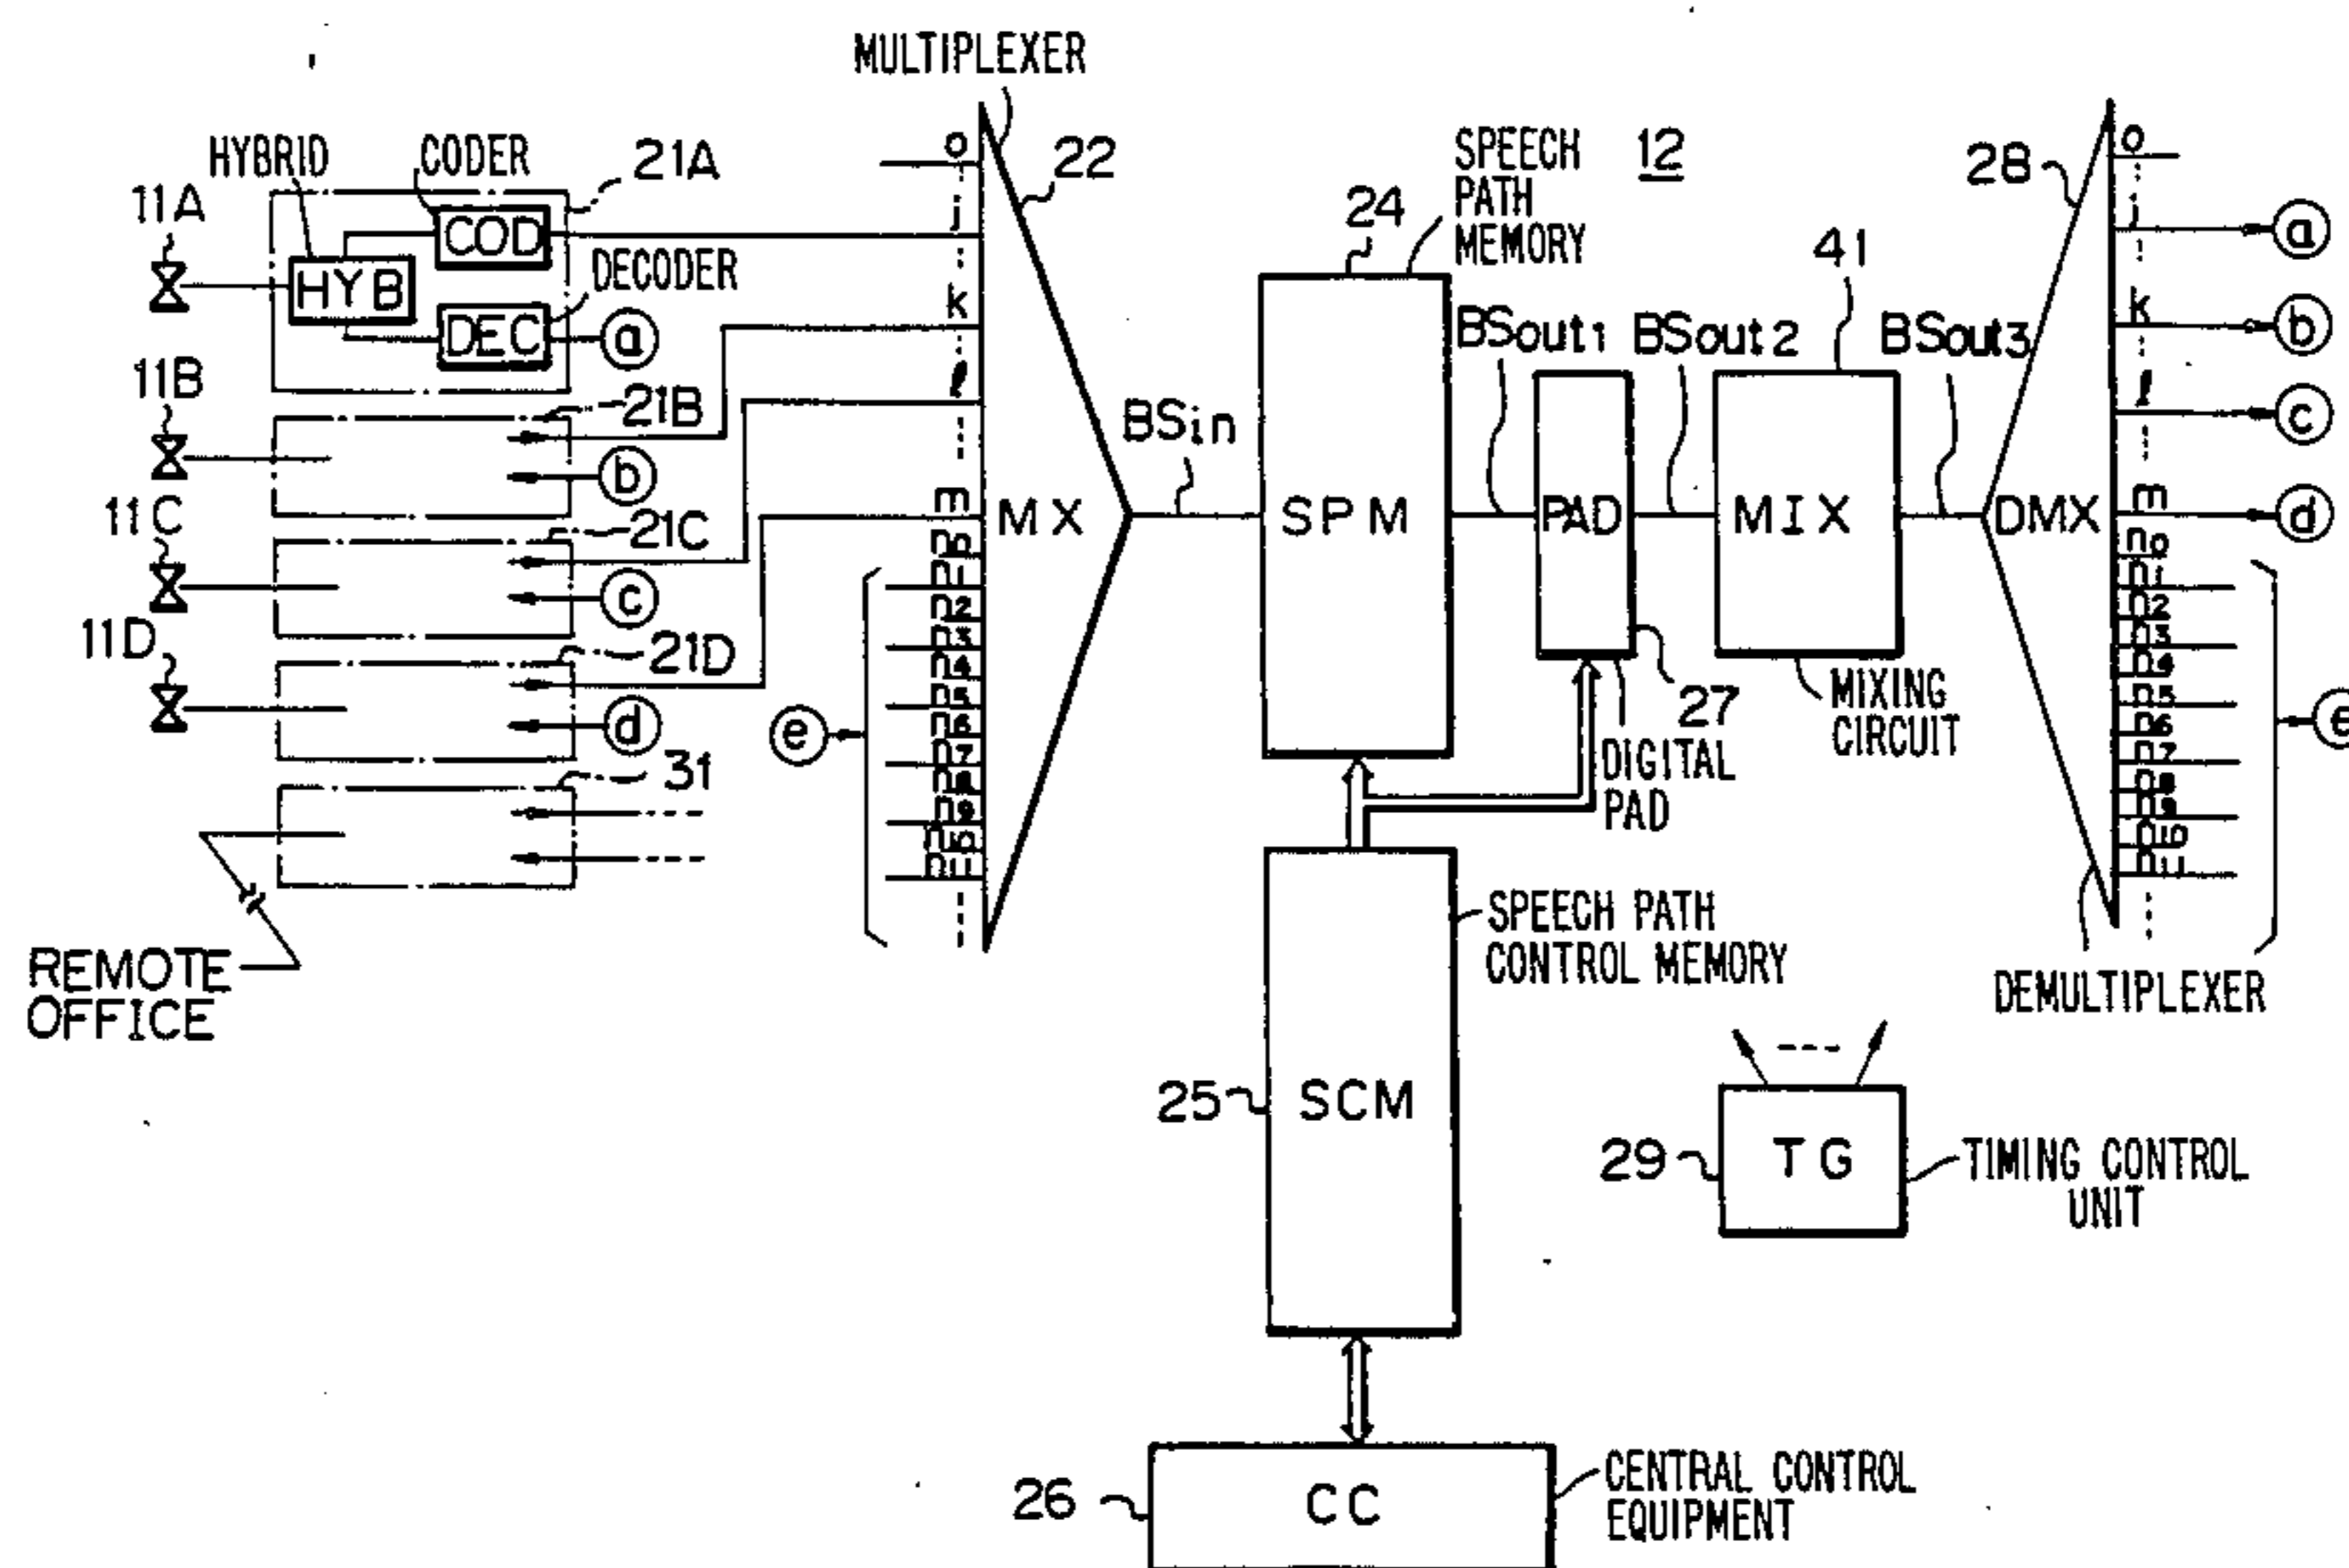 MULTIPLEXER
HYBRID
CODER
21A
22
11A
COD
HYB
DECODER
DEC
a
11B
21B
b
11C
21C
c
11D
21D
d
31
REMOTE
OFFICE
o
j
k
l
m
n0
n1
n2
n3
n4
n5
n6
n7
n8
n9
n10
n11
e
MX
BSin
24
SPEECH
PATH
MEMORY
12
SPM
BSout1
PAD
27
DIGITAL
PAD
BSout2
41
MIX
MIXING
CIRCUIT
BSout3
28
DMX
o
j
k
l
m
n0
n1
n2
n3
n4
n5
n6
n7
n8
n9
n10
n11
a
b
c
d
e
DEMULTIPLEXER
25
SCM
SPEECH PATH
CONTROL MEMORY
29
TG
TIMING CONTROL
UNIT
26
CC
CENTRAL CONTROL
EQUIPMENT